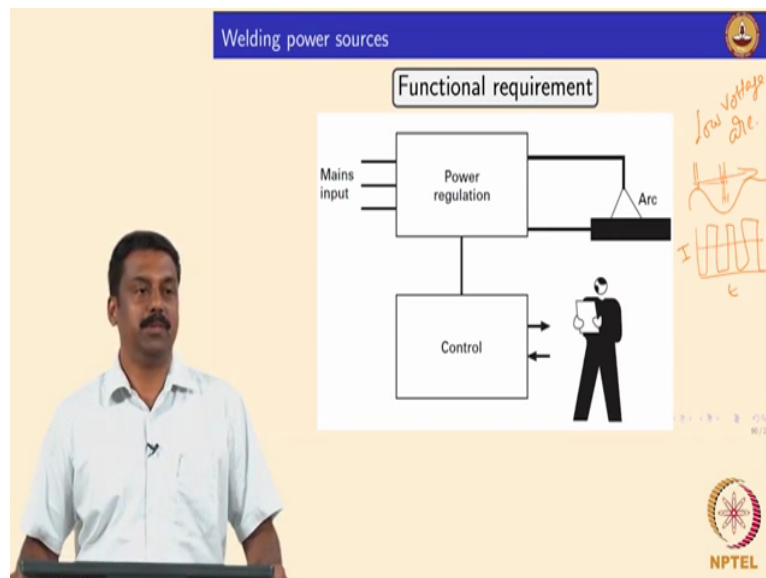 Welding power sources
Functional requirement
low voltage
arc.
Mains
input
Power
regulation
Arc
I
t
Control
NPTEL